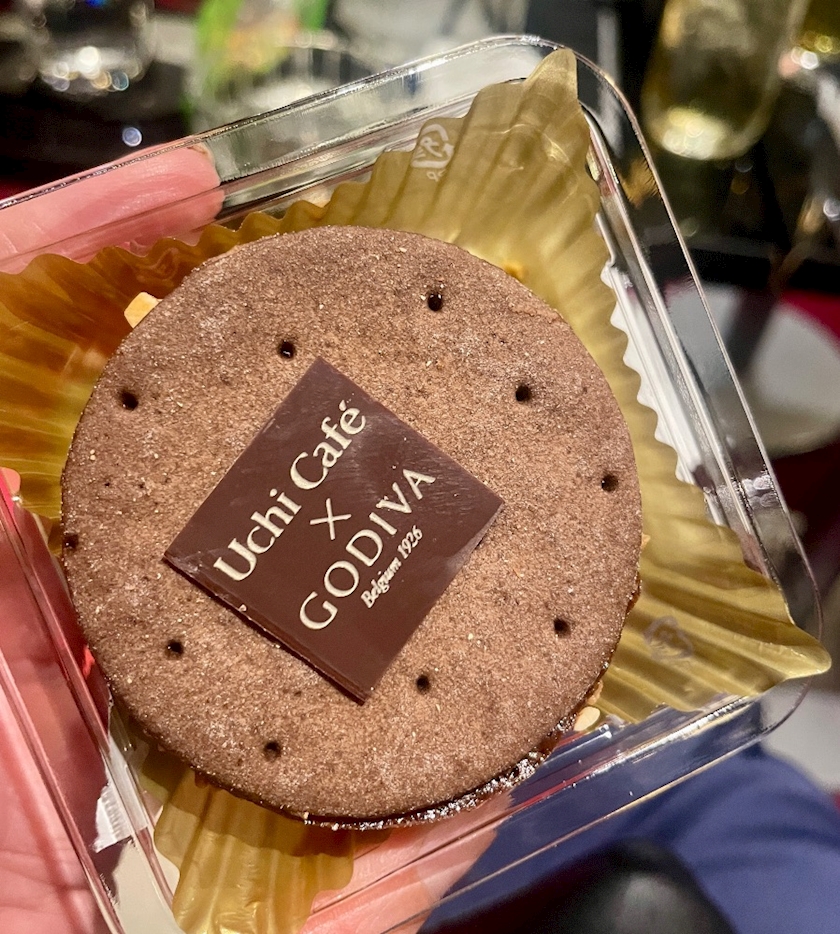 Uchi Café
×
GODIVA
Belgium 1926